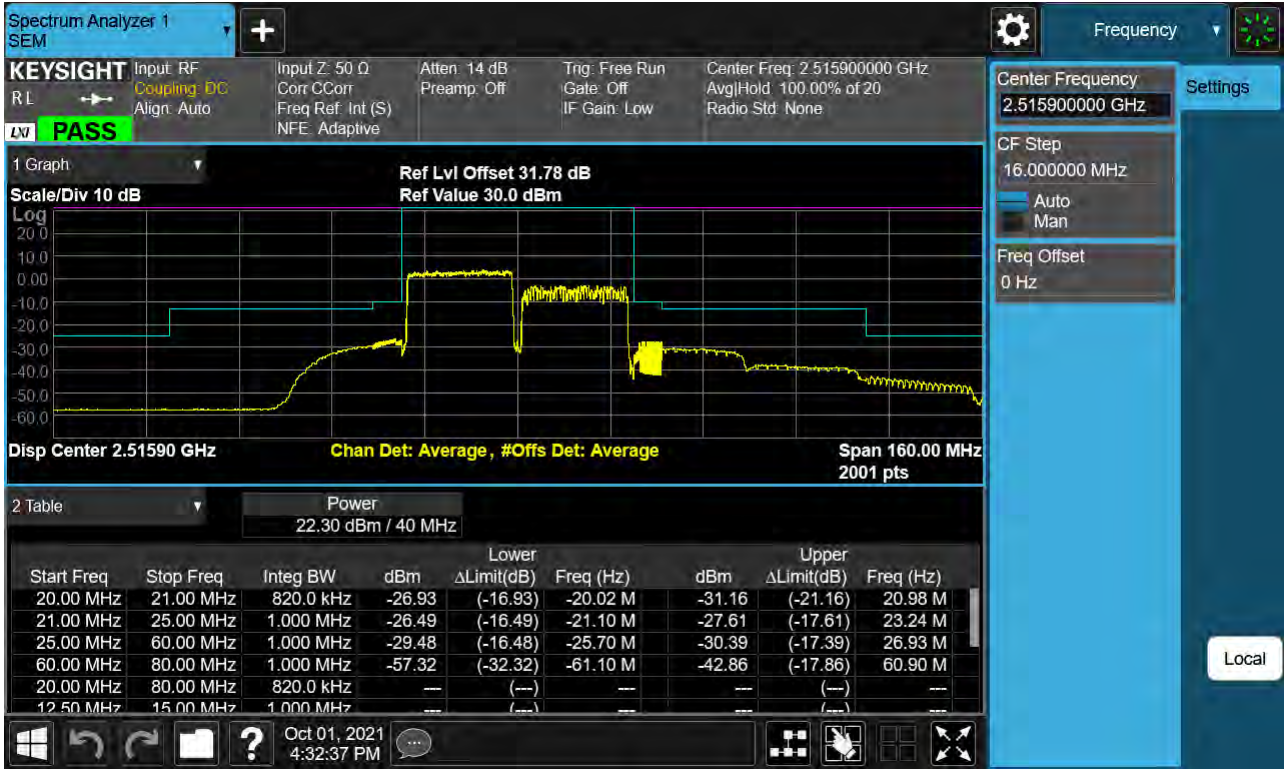 Spectrum Analyzer 1
SEM
Frequency
KEYSIGHT
R L
LXI
PASS
Input: RF
Coupling: DC
Align: Auto
Input Z: 50 Ω
Corr CCorr
Freq Ref: Int (S)
NFE: Adaptive
Atten: 14 dB
Preamp: Off
Trig: Free Run
Gate: Off
IF Gain: Low
Center Freq: 2.515900000 GHz
Avg|Hold: 100.00% of 20
Radio Std: None
Center Frequency
2.515900000 GHz
Settings
CF Step
16.000000 MHz
Auto
Man
Freq Offset
0 Hz
Local
1 Graph
Scale/Div 10 dB
Ref Lvl Offset 31.78 dB
Ref Value 30.0 dBm
Log
20.0
10.0
0.00
-10.0
-20.0
-30.0
-40.0
-50.0
-60.0
Disp Center 2.51590 GHz
Chan Det: Average, #Offs Det: Average
Span 160.00 MHz
2001 pts
2 Table
Power
22.30 dBm / 40 MHz
Lower Upper
Start Freq Stop Freq Integ BW dBm ΔLimit(dB) Freq (Hz) dBm ΔLimit(dB) Freq (Hz)
20.00 MHz 21.00 MHz 820.0 kHz -26.93 (-16.93) -20.02 M -31.16 (-21.16) 20.98 M
21.00 MHz 25.00 MHz 1.000 MHz -26.49 (-16.49) -21.10 M -27.61 (-17.61) 23.24 M
25.00 MHz 60.00 MHz 1.000 MHz -29.48 (-16.48) -25.70 M -30.39 (-17.39) 26.93 M
60.00 MHz 80.00 MHz 1.000 MHz -57.32 (-32.32) -61.10 M -42.86 (-17.86) 60.90 M
20.00 MHz 80.00 MHz 820.0 kHz --- (---) --- --- (---) ---
12.50 MHz 15.00 MHz 1.000 MHz --- (---) --- --- (---) ---
Oct 01, 2021
4:32:37 PM